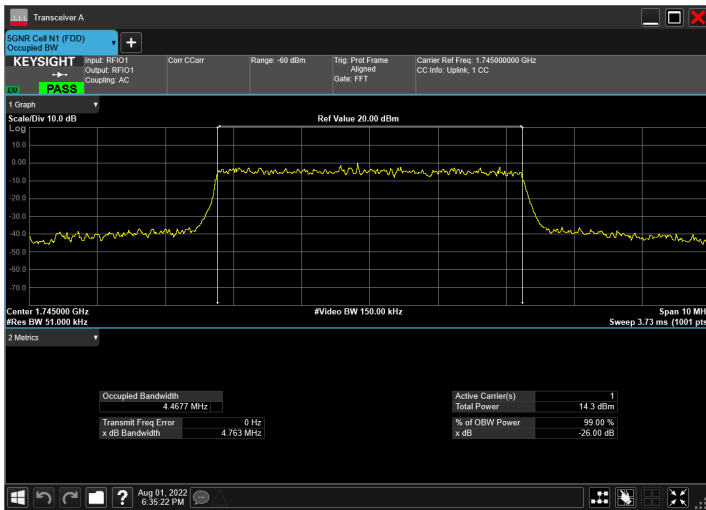 Transceiver A
5GNR Cell N1 (FDD)
Occupied BW
KEYSIGHT
LXI
PASS
Input: RFIO1
Output: RFIO1
Coupling: AC
Corr CCorr
Range: -60 dBm
Trig: Prot Frame
Aligned
Gate: FFT
Carrier Ref Freq: 1.745000000 GHz
CC Info: Uplink, 1 CC
1 Graph
Scale/Div 10.0 dB
Ref Value 20.00 dBm
Log
10.0
0.00
-10.0
-20.0
-30.0
-40.0
-50.0
-60.0
-70.0
Center 1.745000 GHz
#Video BW 150.00 kHz
Span 10 MH
#Res BW 51.000 kHz
Sweep 3.73 ms (1001 pts
2 Metrics
Occupied Bandwidth
4.4677 MHz
Transmit Freq Error 0 Hz
x dB Bandwidth 4.763 MHz
Active Carrier(s) 1
Total Power 14.3 dBm
% of OBW Power 99.00 %
x dB -26.00 dB
?
Aug 01, 2022
6:35:22 PM